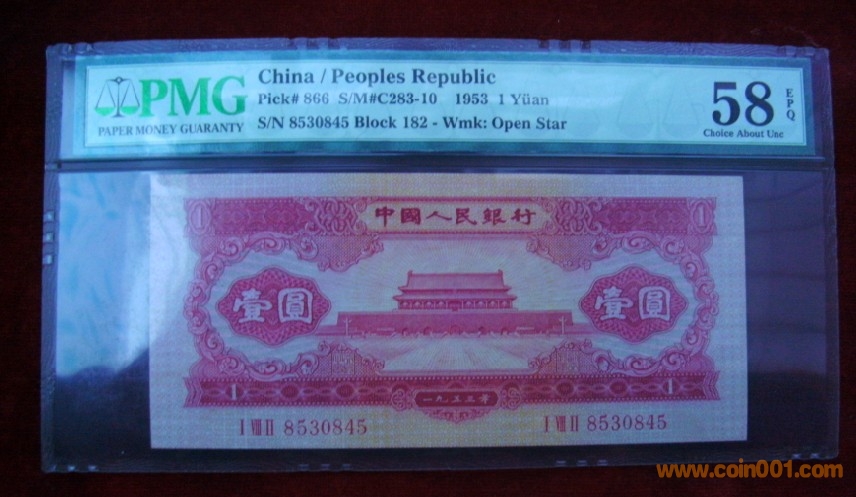 PMG
PAPER MONEY GUARANTY
China / Peoples Republic
Pick# 866 S/M#C283-10 1953 1 Yüan
S/N 8530845 Block 182 - Wmk: Open Star
58 EPQ
Choice About Unc
1 中國人民銀行 1
壹圓 壹圓
1 一九五三年 1
I VIII II 8530845 I VIII II 8530845
www.coin001.com